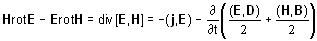 HrotE − ErotH = div[E,H] = −(j,E) − ∂/∂t((E,D)/2 + (H,B)/2)